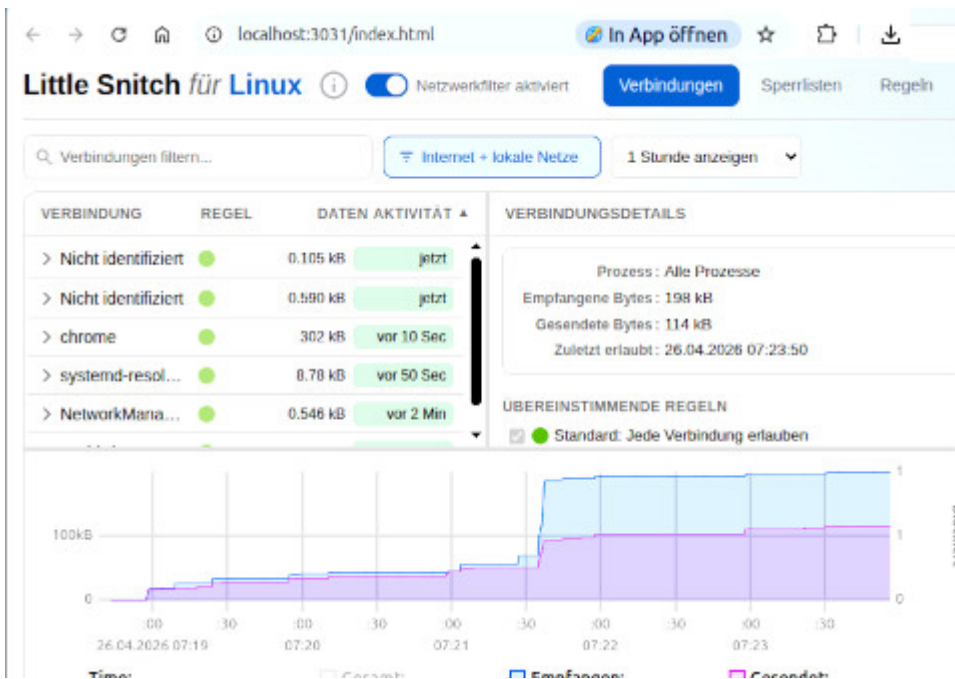 localhost:3031/index.html
In App öffnen
Little Snitch für Linux
Netzwerkfilter aktiviert
Verbindungen
Sperrlisten
Regeln
Verbindungen filtern...
Internet + lokale Netze
1 Stunde anzeigen
VERBINDUNG REGEL DATEN AKTIVITÄT
Nicht identifiziert 0.105 kB jetzt
Nicht identifiziert 0.590 kB jetzt
chrome 302 kB vor 10 Sec
systemd-resol... 8.78 kB vor 50 Sec
NetworkMana... 0.546 kB vor 2 Min
VERBINDUNGSDETAILS
Prozess: Alle Prozesse
Empfangene Bytes: 198 kB
Gesendete Bytes: 114 kB
Zuletzt erlaubt: 26.04.2026 07:23:50
ÜBEREINSTIMMENDE REGELN
Standard: Jede Verbindung erlauben
100kB
0
1
1
0
:00 :30 :00 :30 :00 :30 :00 :30 :00 :30
26.04.2026 07:19 07:20 07:21 07:22 07:23
Time: Gesamt: Empfangen: Gesendet: